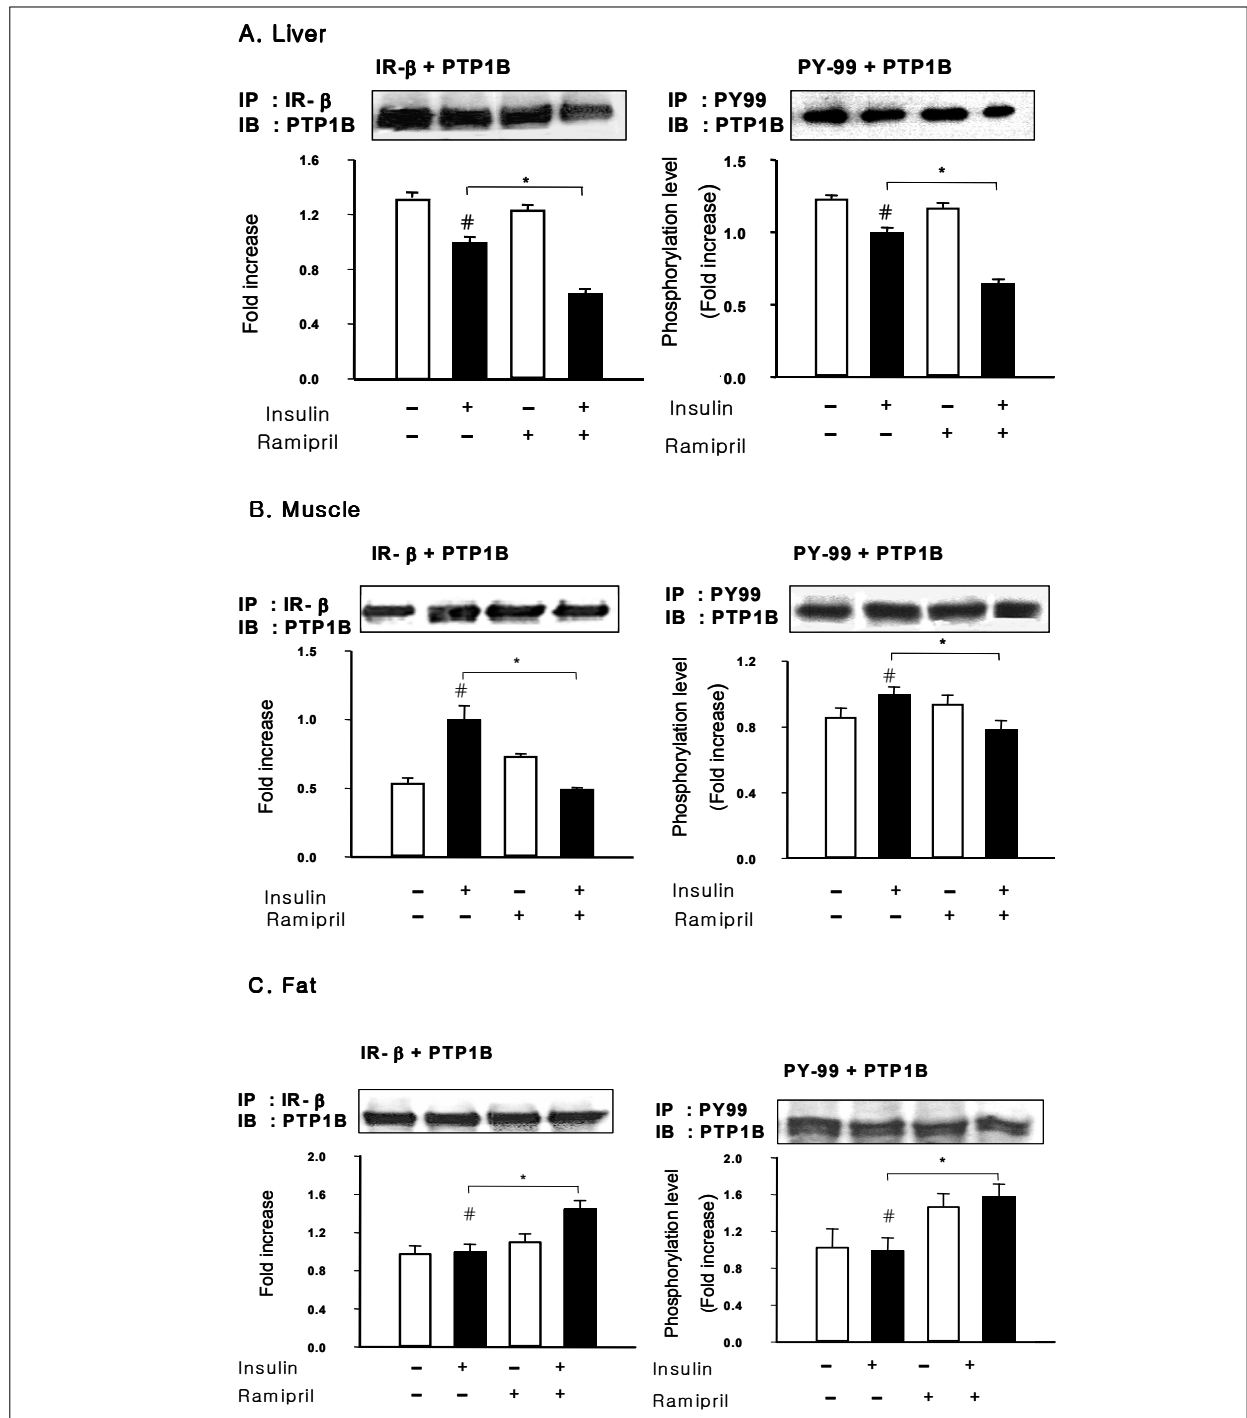 A. Liver
IR-β + PTP1B
IP : IR- β
IB : PTP1B
1.6
1.2
0.8
0.4
0.0
Fold increase
#
*
Insulin – + – +
Ramipril – – + +
PY-99 + PTP1B
IP : PY99
IB : PTP1B
1.5
1.0
0.5
0.0
Phosphorylation level
(Fold increase)
#
*
Insulin – + – +
Ramipril – – + +
B. Muscle
IR- β + PTP1B
IP : IR- β
IB : PTP1B
1.5
1.0
0.5
0.0
Fold increase
#
*
Insulin – + – +
Ramipril – – + +
PY-99 + PTP1B
IP : PY99
IB : PTP1B
1.2
0.8
0.4
0.0
Phosphorylation level
(Fold increase)
#
*
Insulin – + – +
Ramipril – – + +
C. Fat
IR- β + PTP1B
IP : IR- β
IB : PTP1B
2.0
1.6
1.2
0.8
0.4
0.0
Fold increase
#
*
Insulin – + – +
Ramipril – – + +
PY-99 + PTP1B
IP : PY99
IB : PTP1B
2.0
1.6
1.2
0.8
0.4
0.0
Phosphorylation level
(Fold increase)
#
*
Insulin – + – +
Ramipril – – + +